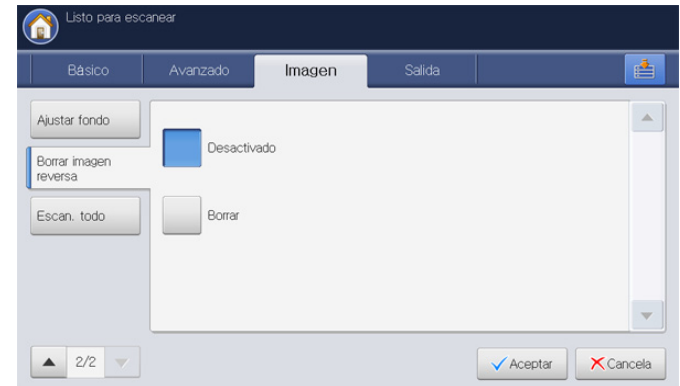 Listo para escanear
Básico
Avanzado
Imagen
Salida
Ajustar fondo
Borrar imagen
reversa
Escan. todo
Desactivado
Borrar
2/2
Aceptar
Cancela